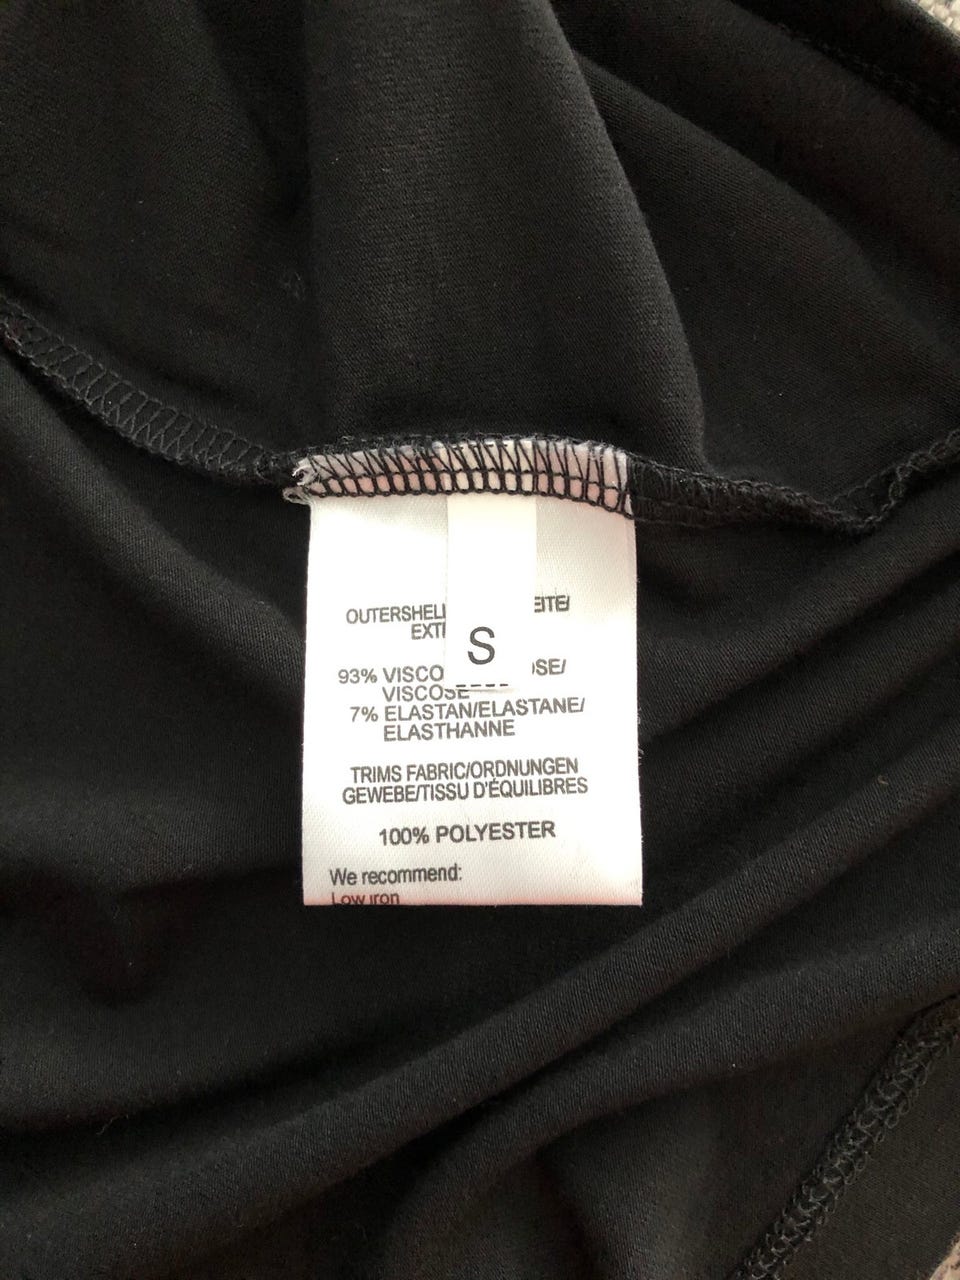 OUTERSHELL
S
93% VISCO
VISCOSE
7% ELASTAN/ELASTANE/
ELASTHANNE
TRIMS FABRIC/ORDNUNGEN
GEWEBE/TISSU D'ÉQUILIBRES
100% POLYESTER
We recommend:
Low iron